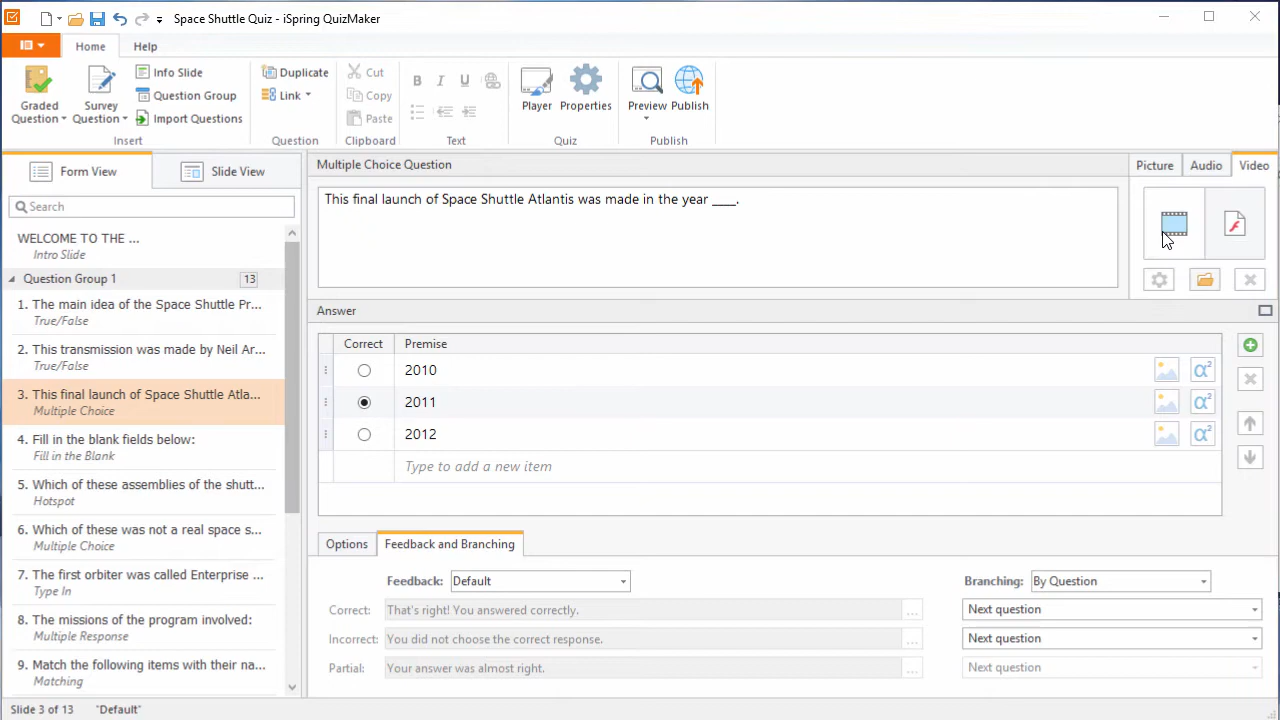 Space Shuttle Quiz - iSpring QuizMaker
Home Help
Graded Question
Survey Question
Info Slide
Question Group
Import Questions
Insert
Duplicate
Link
Question
Cut
Copy
Paste
Clipboard
B I U
Text
Player
Properties
Quiz
Preview
Publish
Publish
Form View
Slide View
Search
WELCOME TO THE ...
Intro Slide
Question Group 1 13
1. The main idea of the Space Shuttle Pr...
True/False
2. This transmission was made by Neil Ar...
True/False
3. This final launch of Space Shuttle Atla...
Multiple Choice
4. Fill in the blank fields below:
Fill in the Blank
5. Which of these assemblies of the shutt...
Hotspot
6. Which of these was not a real space s...
Multiple Choice
7. The first orbiter was called Enterprise ...
Type In
8. The missions of the program involved:
Multiple Response
9. Match the following items with their na...
Matching
Multiple Choice Question
This final launch of Space Shuttle Atlantis was made in the year ____.
Picture Audio Video
Answer
Correct Premise
2010 α²
2011 α²
2012 α²
Type to add a new item
Options
Feedback and Branching
Feedback: Default
Branching: By Question
Correct: That's right! You answered correctly. ... Next question
Incorrect: You did not choose the correct response. ... Next question
Partial: Your answer was almost right. ... Next question
Slide 3 of 13 "Default"